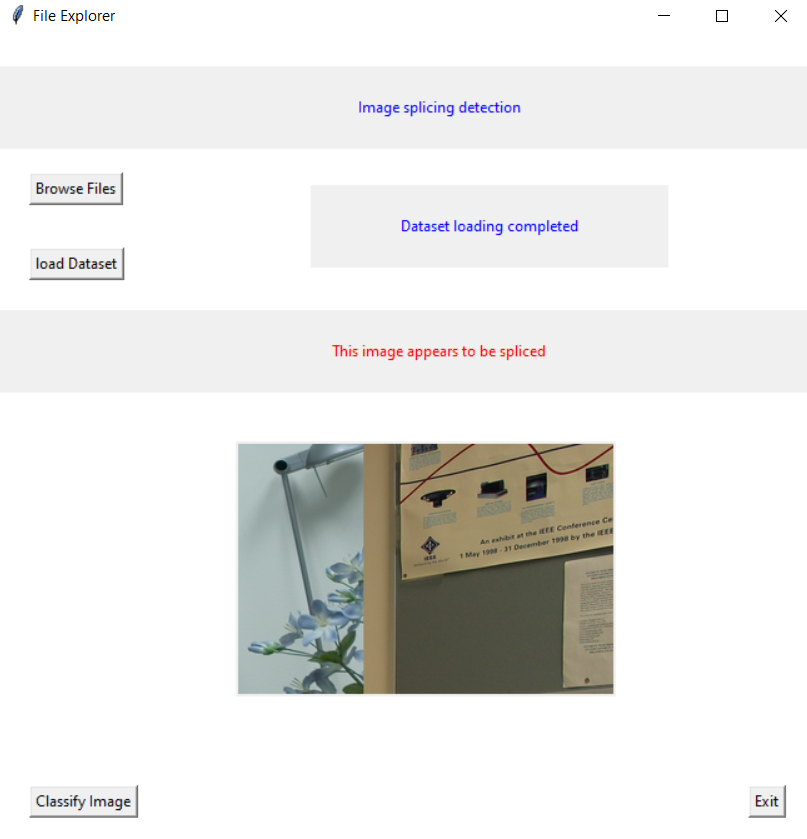 File Explorer
Image splicing detection
Browse Files
Dataset loading completed
load Dataset
This image appears to be spliced
An exhibit at the IEEE Conference Ce
1 May 1998 - 31 December 1998 by the IEEE
IEEE
Classify Image
Exit